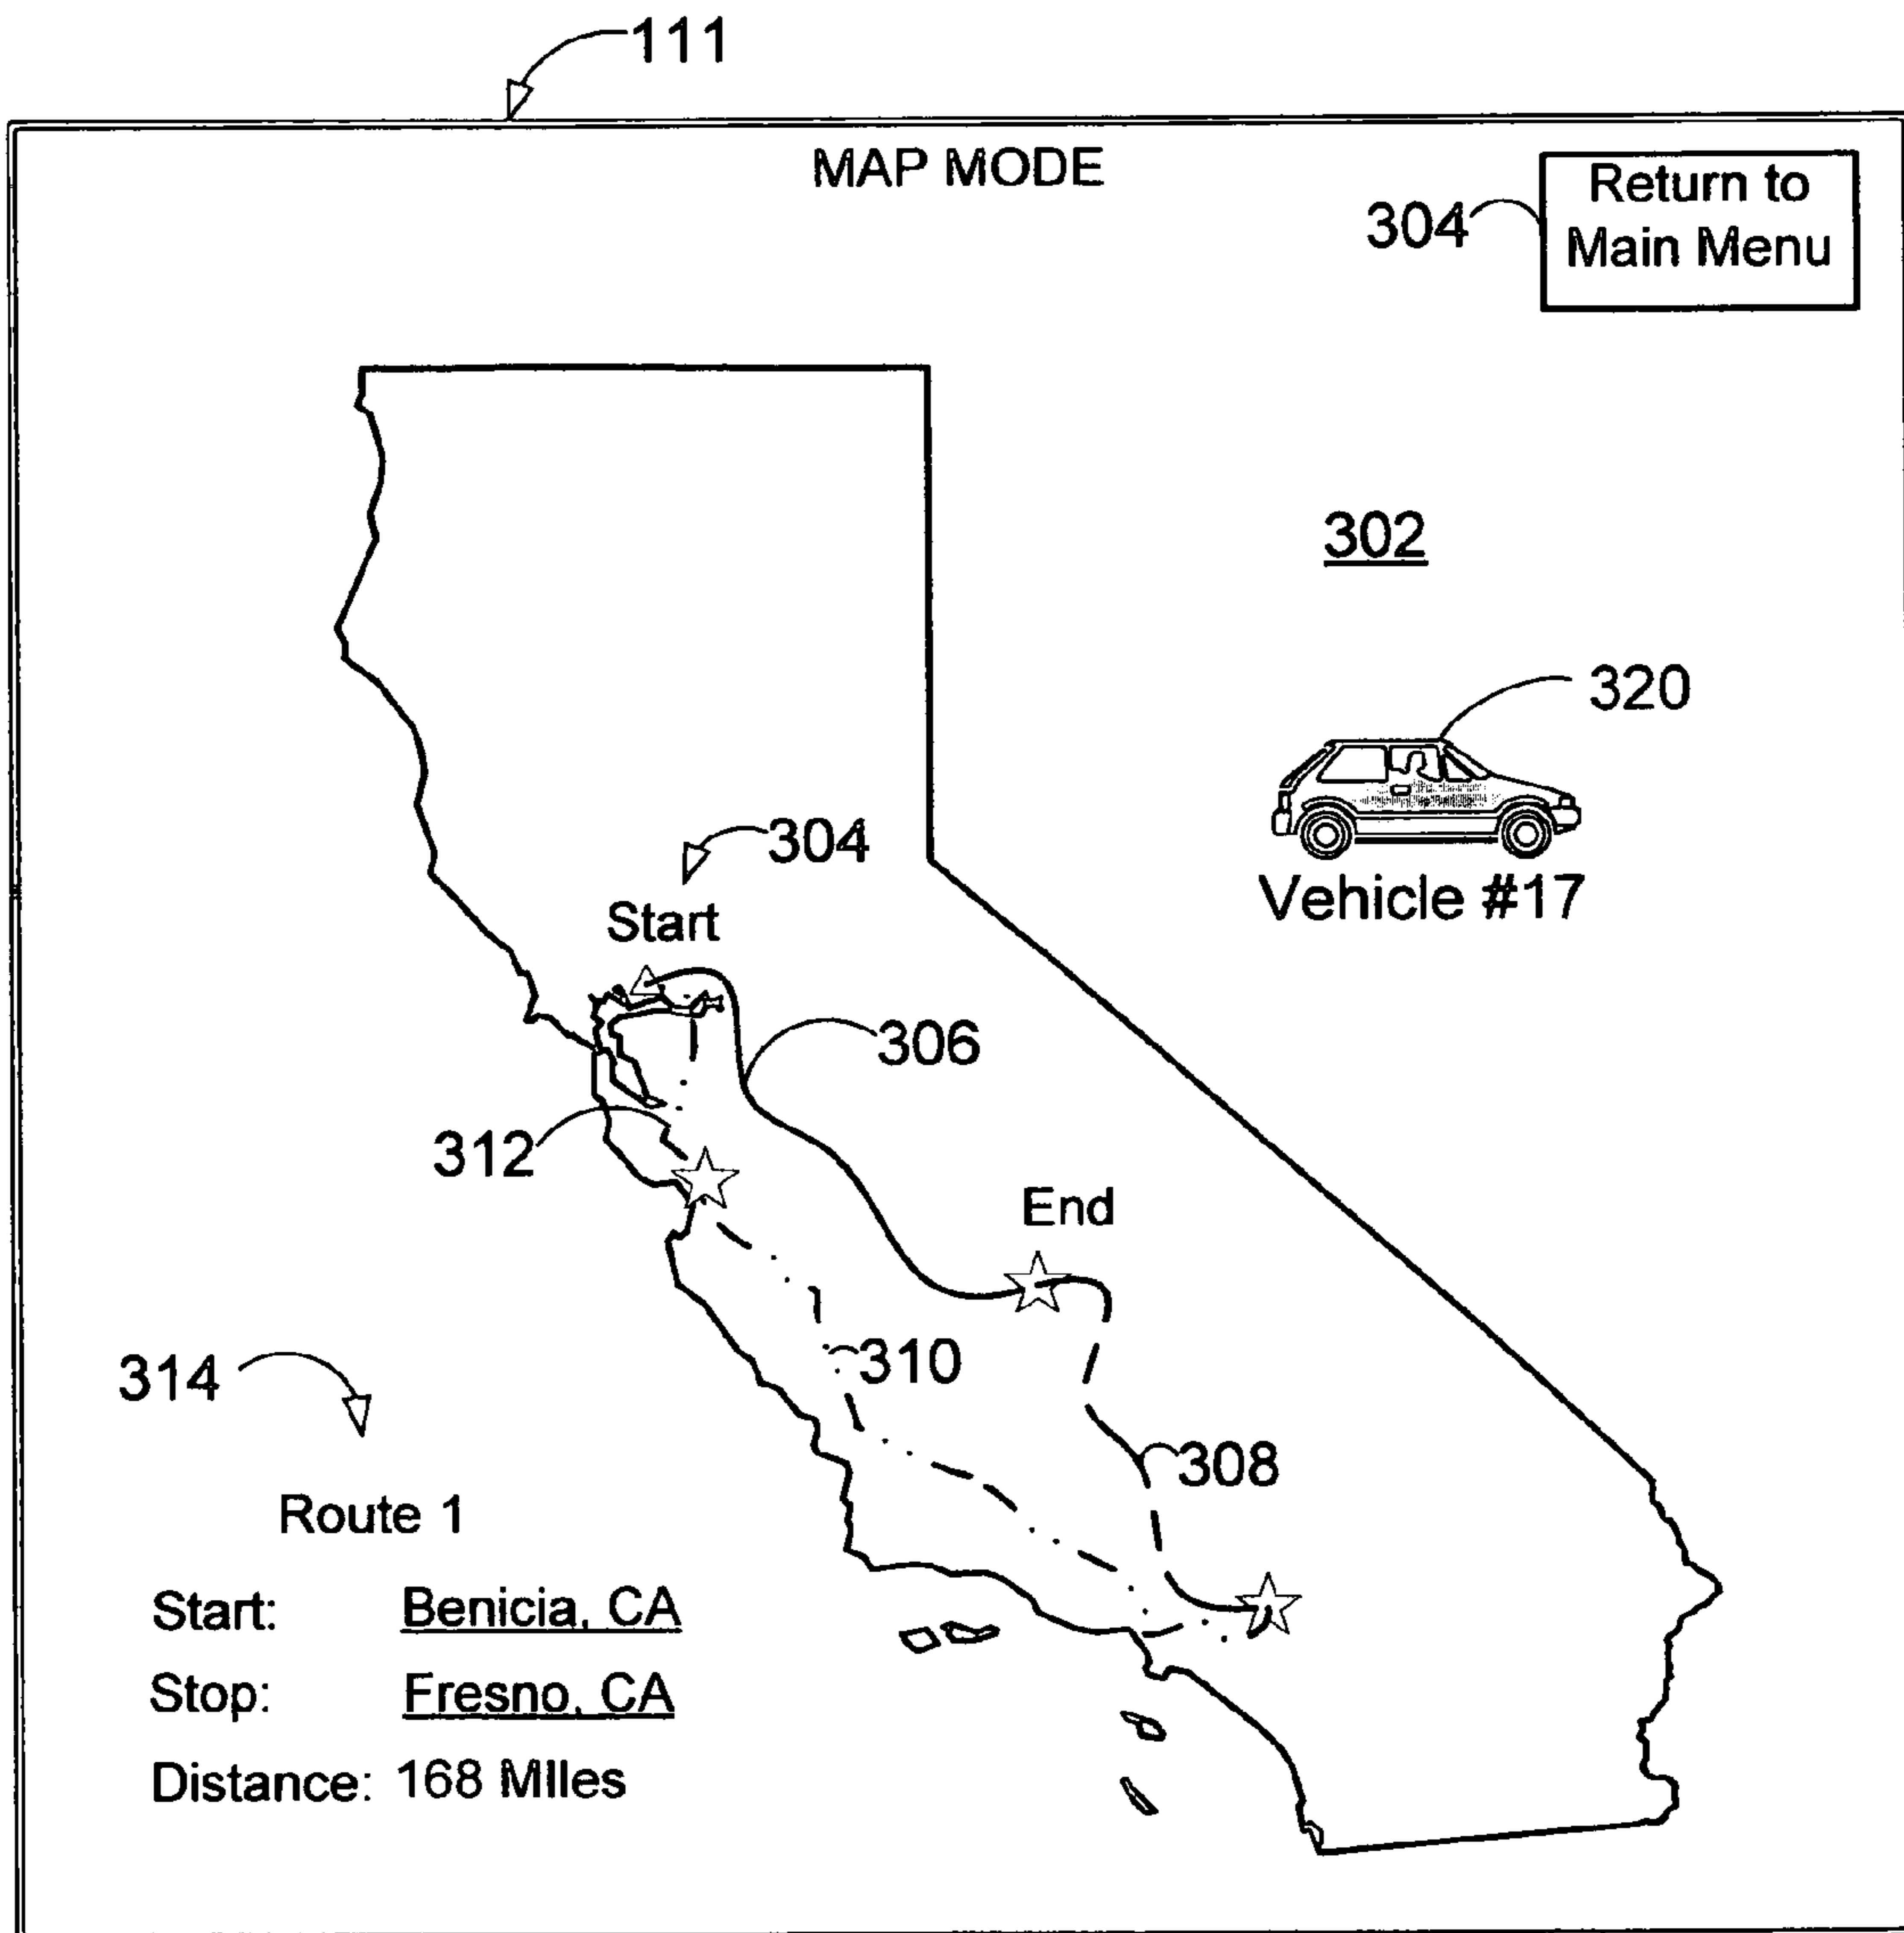 111
MAP MODE
304
Return to
Main Menu
302
320
Vehicle #17
304
Start
306
312
End
310
314
308
Route 1
Start: Benicia, CA
Stop: Fresno, CA
Distance: 168 MIles